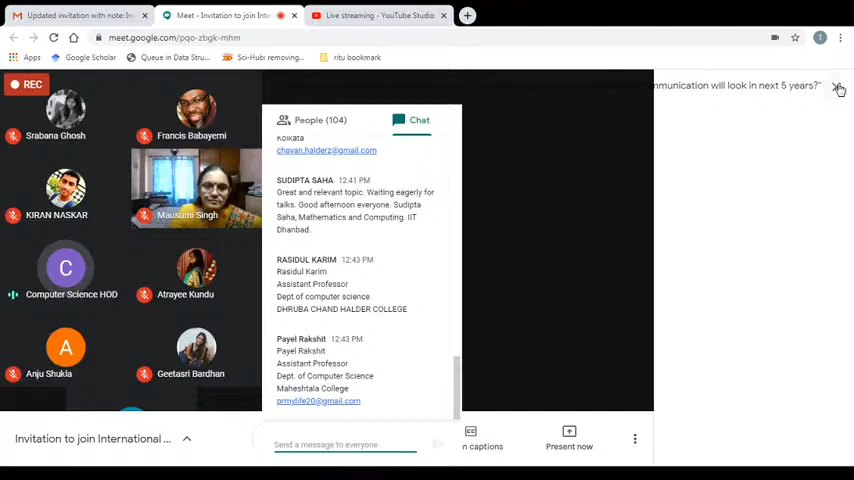 Updated invitation with note: In
Meet - Invitation to join Inte
Live streaming - YouTube Studio
meet.google.com/pqo-zbgk-mhm
T
Apps
Google Scholar
Queue in Data Stru...
Sci-Hub: removing...
ritu bookmark
REC
mmunication will look in next 5 years?"
People (104)
Chat
Srabana Ghosh
Francis Babayemi
KIRAN NASKAR
Mausumi Singh
C
Computer Science HOD
Atrayee Kundu
A
Anju Shukla
Geetasri Bardhan
Kolkata
chayan.halderz@gmail.com
SUDIPTA SAHA 12:41 PM
Great and relevant topic. Waiting eagerly for
talks. Good afternoon everyone. Sudipta
Saha, Mathematics and Computing. IIT
Dhanbad.
RASIDUL KARIM 12:43 PM
Rasidul Karim
Assistant Professor
Dept of computer science
DHRUBA CHAND HALDER COLLEGE
Payel Rakshit 12:43 PM
Payel Rakshit
Assistant Professor
Dept. of Computer Science
Maheshtala College
prmylife20@gmail.com
Send a message to everyone
Invitation to join International ...
n captions
Present now